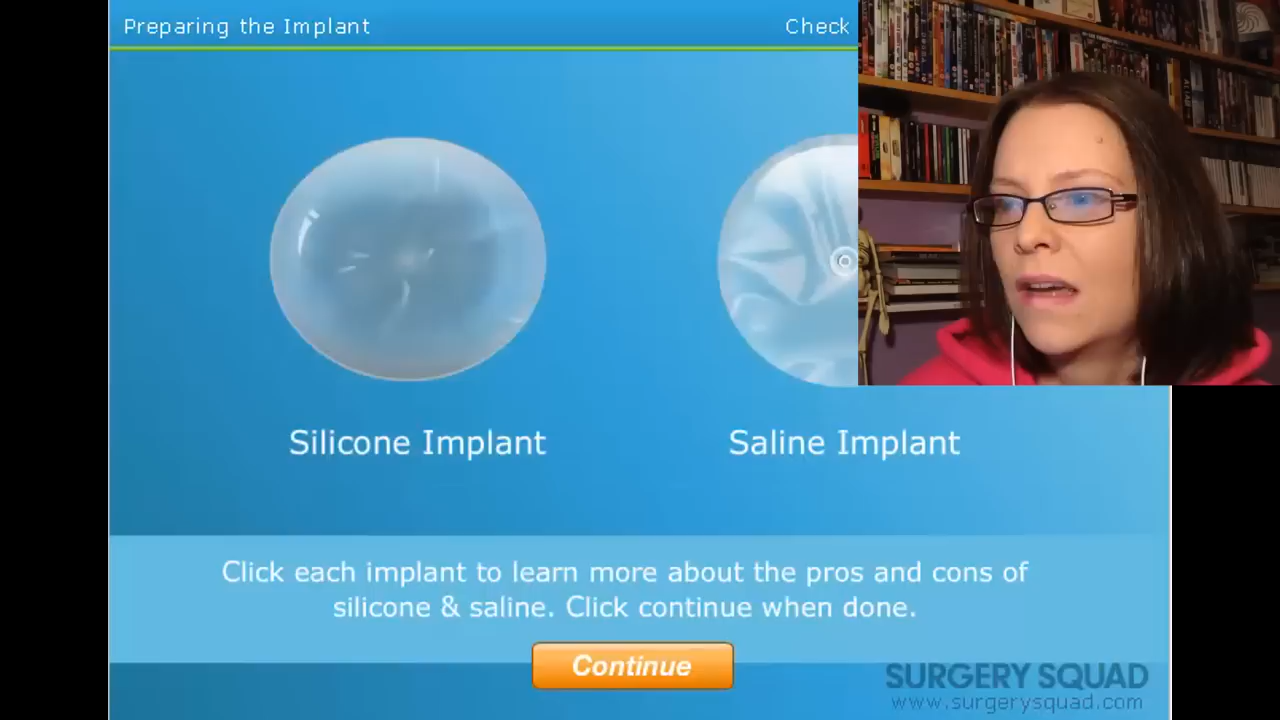 Preparing the Implant
Check
Silicone Implant
Saline Implant
Click each implant to learn more about the pros and cons of
silicone & saline. Click continue when done.
Continue
SURGERY SQUAD
www.surgerysquad.com